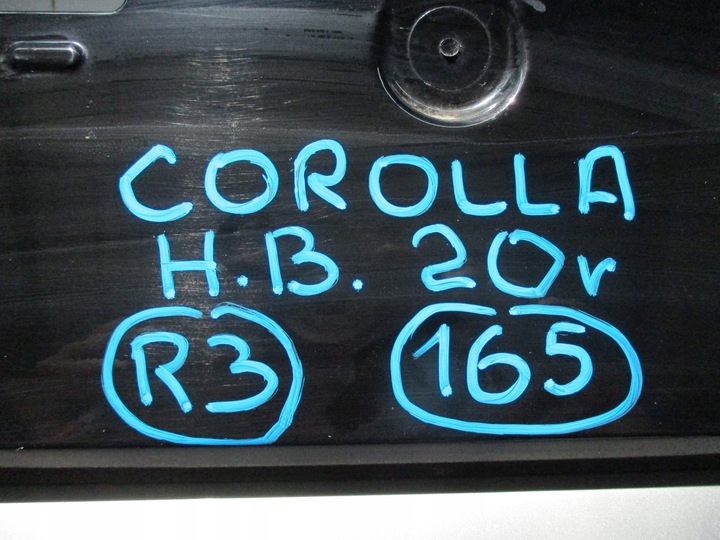 COROLLA
H.B. 20r
R3 165